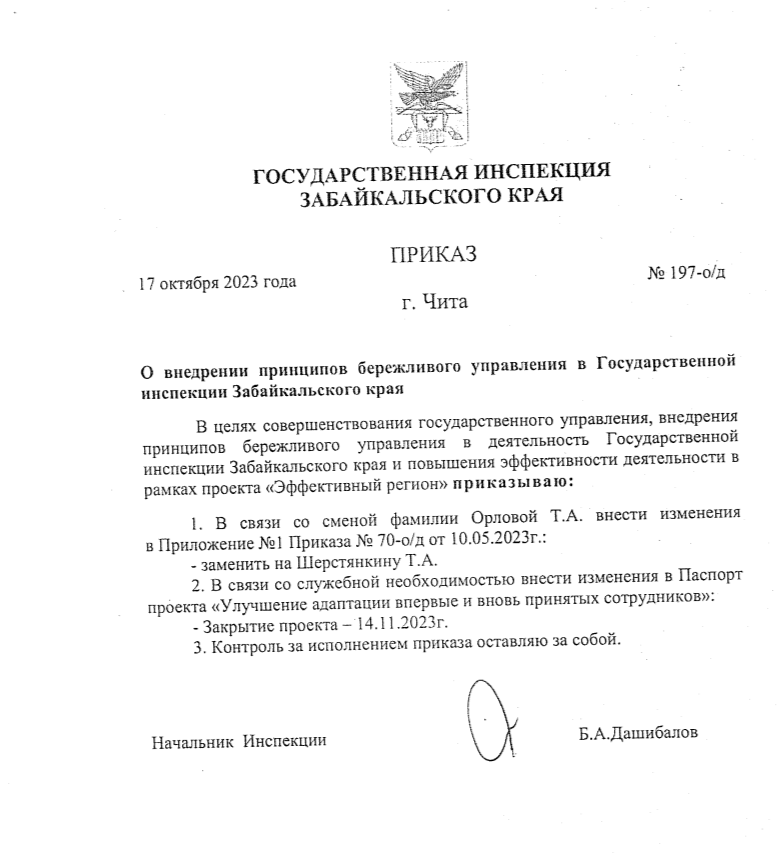 ГОСУДАРСТВЕННАЯ ИНСПЕКЦИЯ
ЗАБАЙКАЛЬСКОГО КРАЯ
ПРИКАЗ
17 октября 2023 года
№ 197-о/д
г. Чита
О внедрении принципов бережливого управления в Государственной
инспекции Забайкальского края
В целях совершенствования государственного управления, внедрения
принципов бережливого управления в деятельность Государственной
инспекции Забайкальского края и повышения эффективности деятельности в
рамках проекта «Эффективный регион» приказываю:
1. В связи со сменой фамилии Орловой Т.А. внести изменения
в Приложение №1 Приказа № 70-о/д от 10.05.2023г.:
- заменить на Шерстянкину Т.А.
2. В связи со служебной необходимостью внести изменения в Паспорт
проекта «Улучшение адаптации впервые и вновь принятых сотрудников»:
- Закрытие проекта – 14.11.2023г.
3. Контроль за исполнением приказа оставляю за собой.
Начальник Инспекции
Б.А.Дашибалов